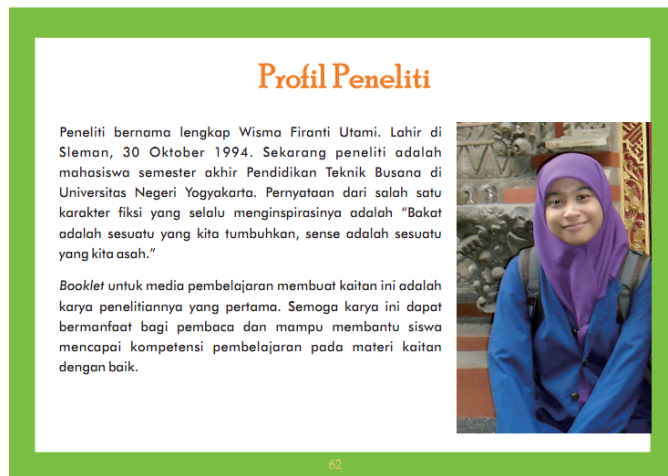 Profil Peneliti
Peneliti bernama lengkap Wisma Firanti Utami. Lahir di
Sleman, 30 Oktober 1994. Sekarang peneliti adalah
mahasiswa semester akhir Pendidikan Teknik Busana di
Universitas Negeri Yogyakarta. Pernyataan dari salah satu
karakter fiksi yang selalu menginspirasinya adalah “Bakat
adalah sesuatu yang kita tumbuhkan, sense adalah sesuatu
yang kita asah.”
Booklet untuk media pembelajaran membuat kaitan ini adalah
karya penelitiannya yang pertama. Semoga karya ini dapat
bermanfaat bagi pembaca dan mampu membantu siswa
mencapai kompetensi pembelajaran pada materi kaitan
dengan baik.
62